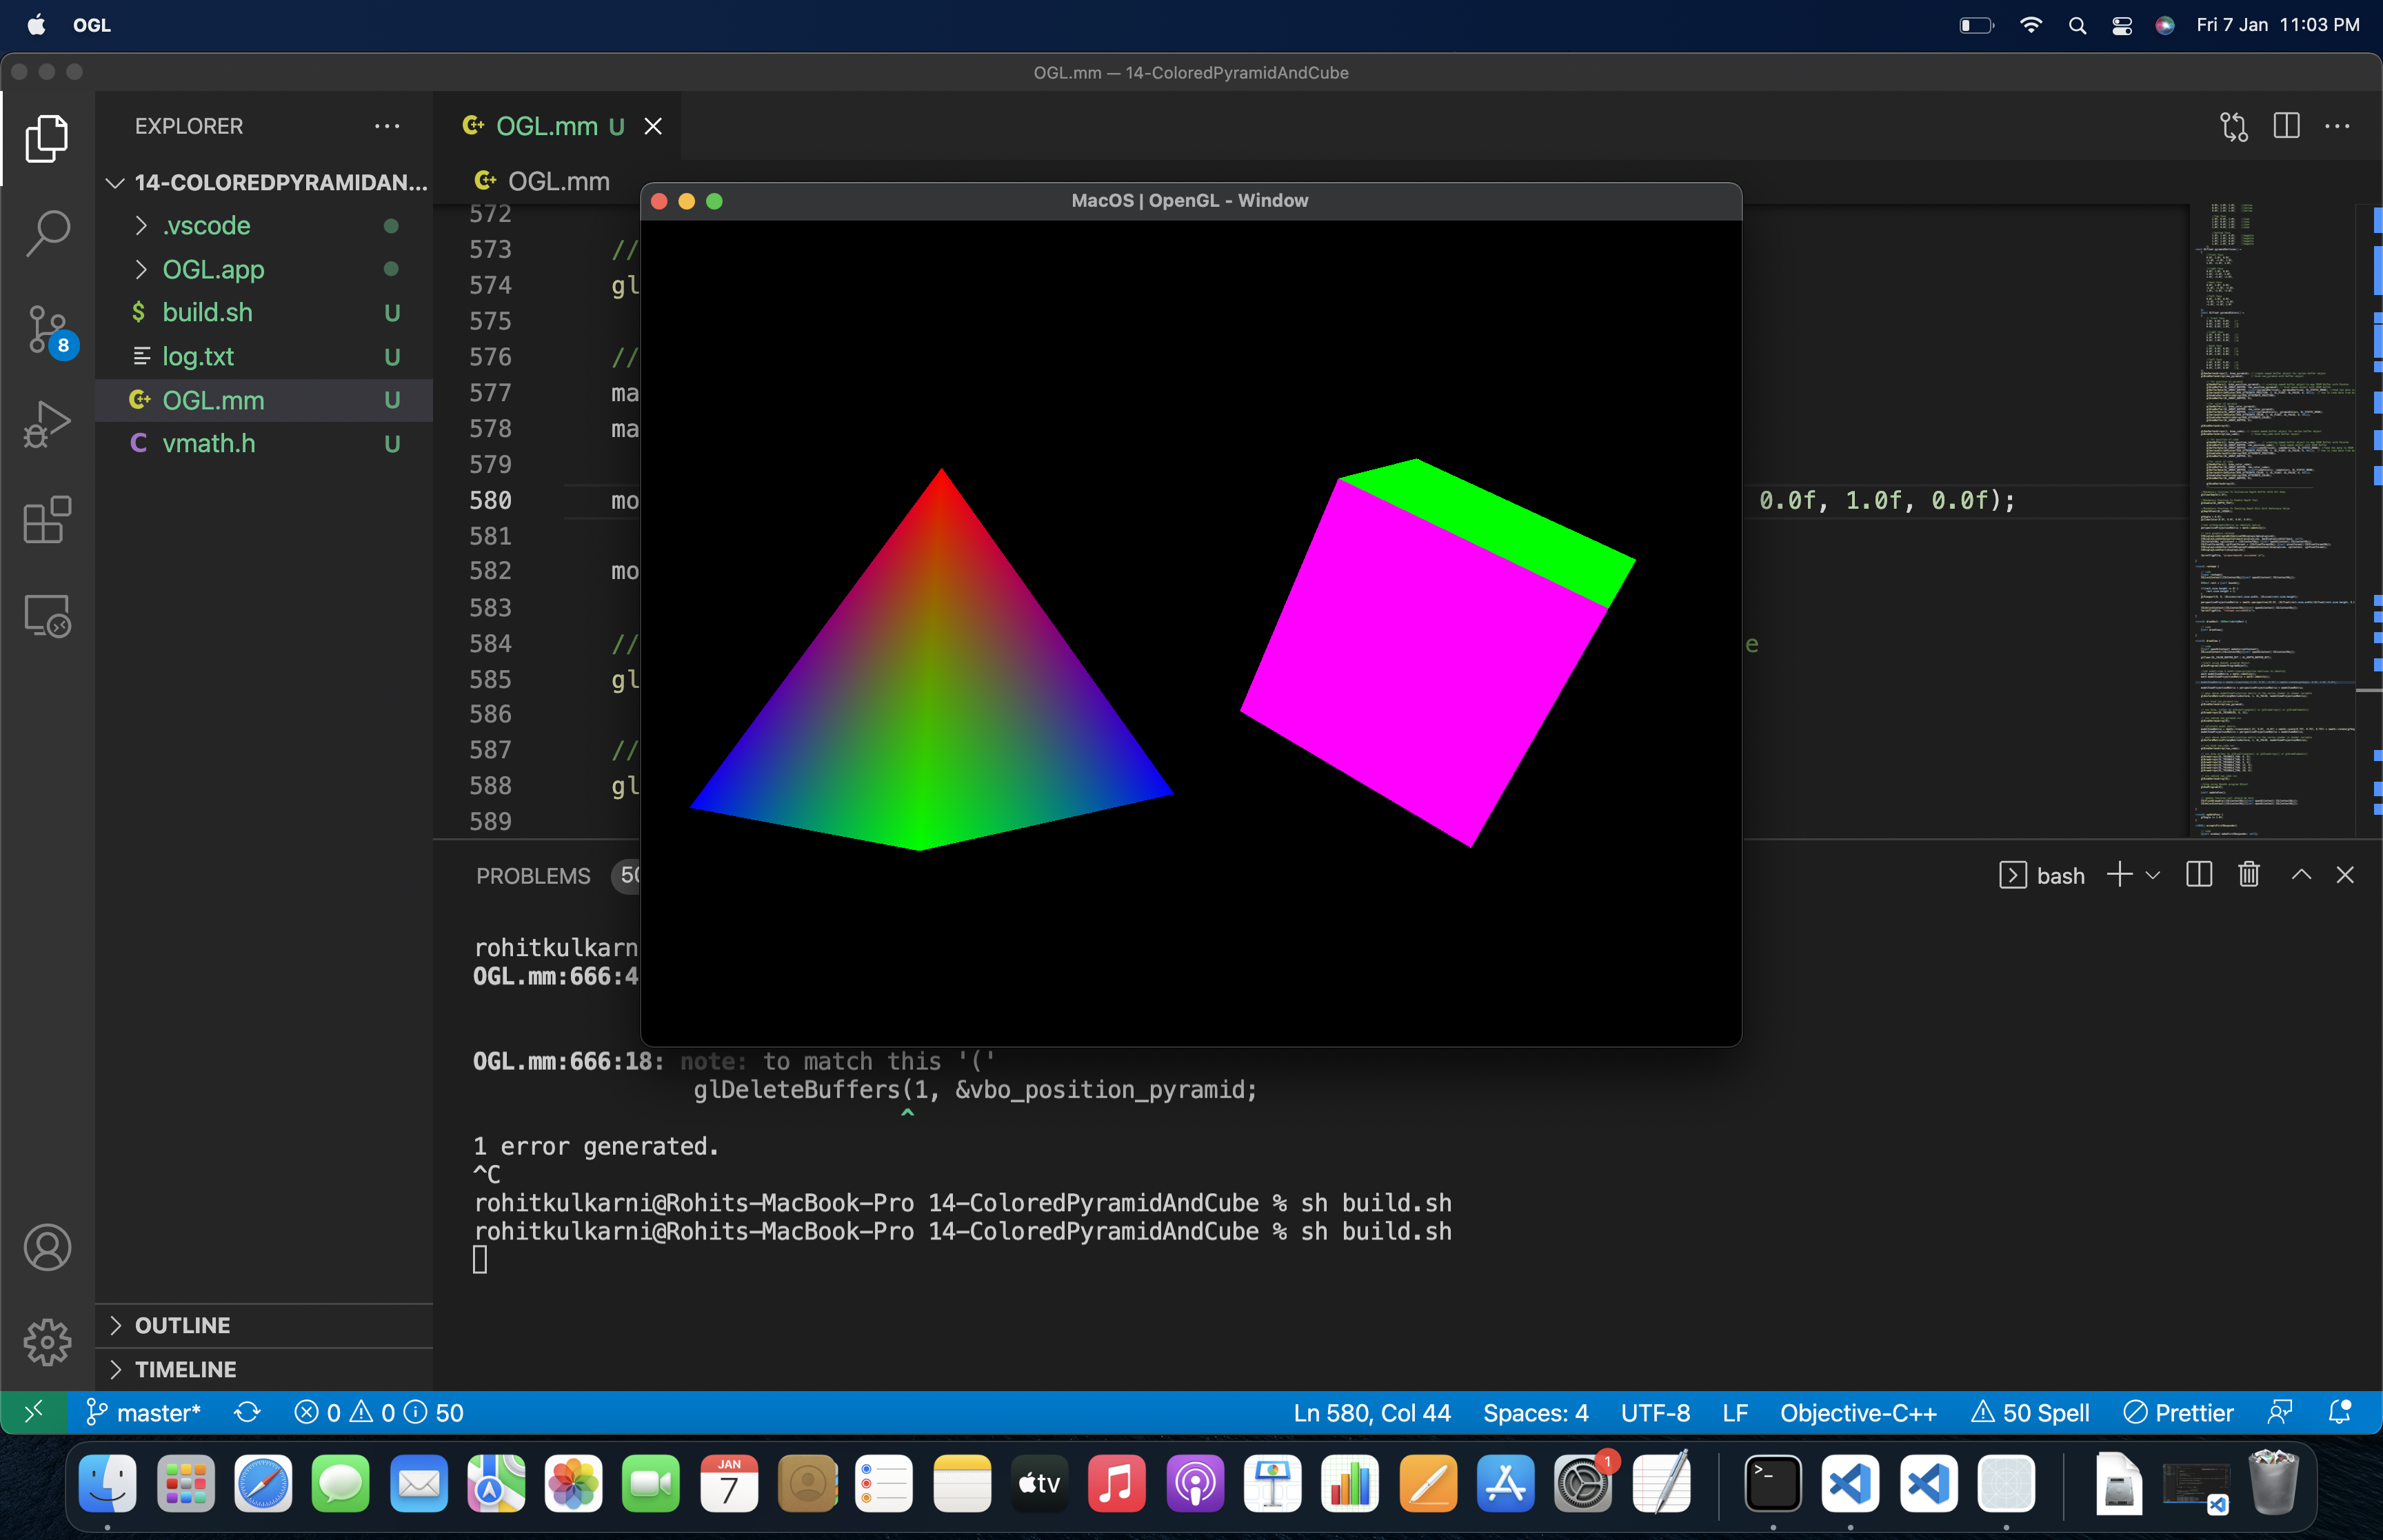 OGL
Fri 7 Jan 11:03 PM
OGL.mm — 14-ColoredPyramidAndCube
EXPLORER
14-COLOREDPYRAMIDAN...
.vscode
OGL.app
$ build.sh U
log.txt U
OGL.mm U
C vmath.h U
OGL.mm U
OGL.mm
MacOS | OpenGL - Window
572
573 //
574 gl
575
576 //
577 ma
578 ma
579
580 mo 0.0f, 1.0f, 0.0f);
581
582 mo
583
584 // e
585 gl
586
587 //
588 gl
589
8
PROBLEMS 50
bash
rohitkulkarn
OGL.mm:666:4
OGL.mm:666:18: note: to match this '('
glDeleteBuffers(1, &vbo_position_pyramid;
^
1 error generated.
^C
rohitkulkarni@Rohits-MacBook-Pro 14-ColoredPyramidAndCube % sh build.sh
rohitkulkarni@Rohits-MacBook-Pro 14-ColoredPyramidAndCube % sh build.sh
OUTLINE
TIMELINE
master* 0 0 50
Ln 580, Col 44 Spaces: 4 UTF-8 LF Objective-C++ 50 Spell Prettier
JAN
7
tv
1